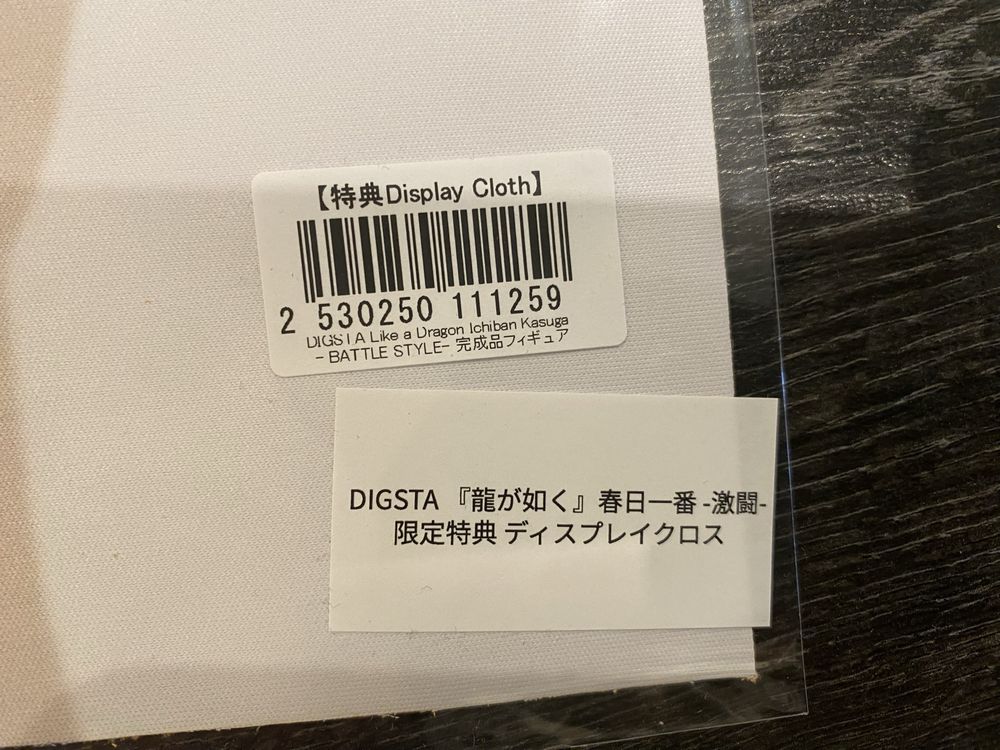 【特典Display Cloth】
2 530250 111259
DIGSTA Like a Dragon Ichiban Kasuga
- BATTLE STYLE- 完成品フィギュア
DIGSTA 『龍が如く』春日一番 -激闘-
限定特典 ディスプレイクロス